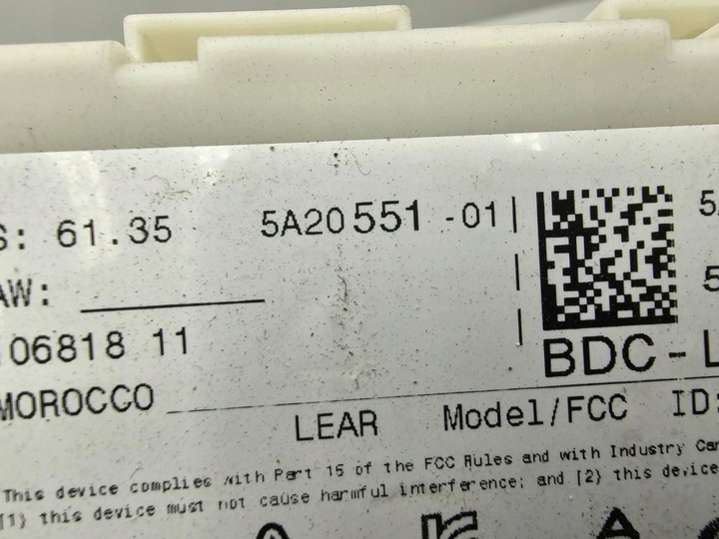 S: 61.35 5A20551-01 5
AW:
5
06818 11
BDC-L
MOROCCO
LEAR Model/FCC ID:
This device complies with Part 15 of the FCC Rules and with Industry Can
(1) this device must not cause harmful interference; and (2) this device